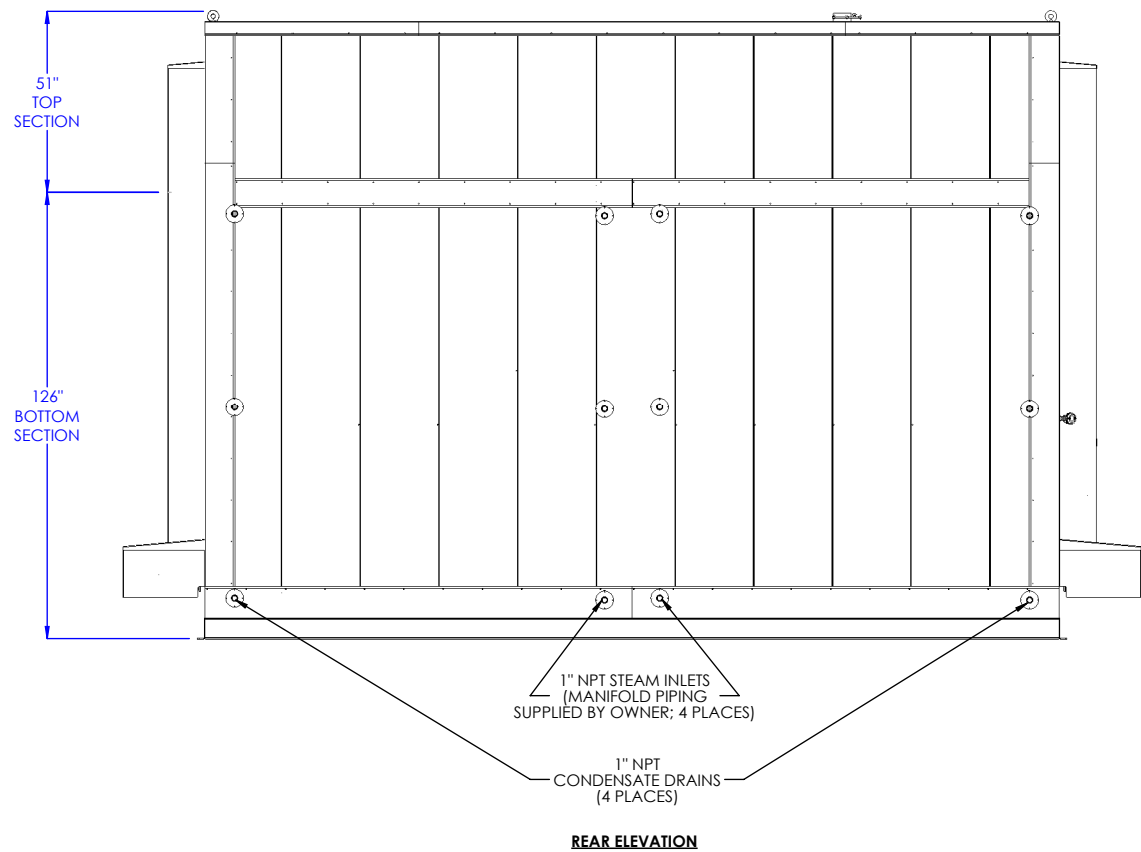 51"
TOP
SECTION
126"
BOTTOM
SECTION
1" NPT STEAM INLETS
(MANIFOLD PIPING
SUPPLIED BY OWNER; 4 PLACES)
1" NPT
CONDENSATE DRAINS
(4 PLACES)
REAR ELEVATION